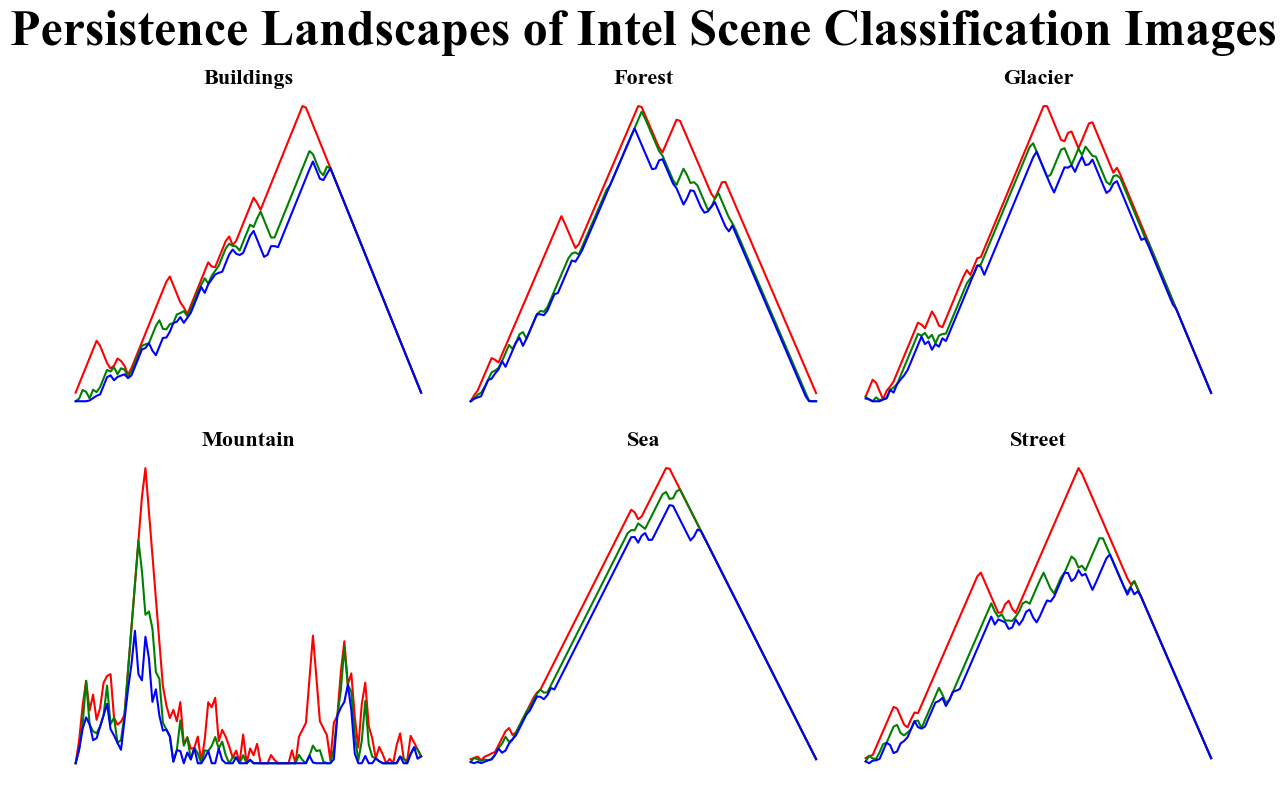 Persistence Landscapes of Intel Scene Classification Images
Buildings
Forest
Glacier
Mountain
Sea
Street